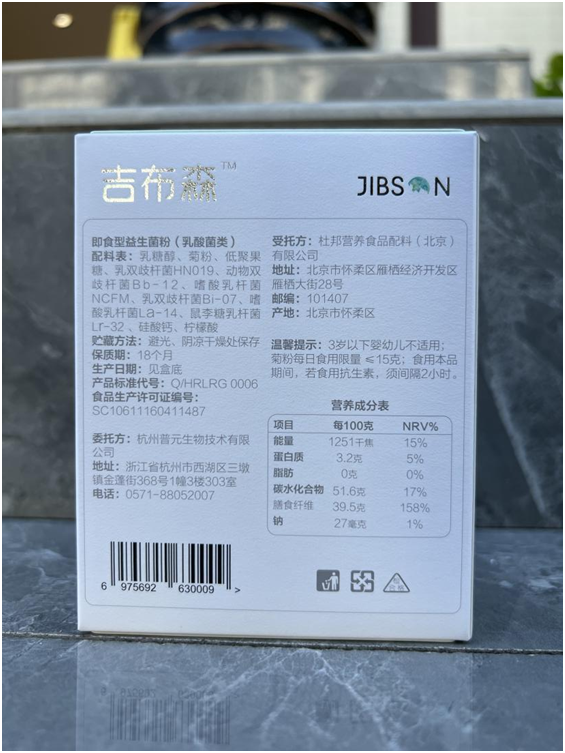 吉布森™
JIBSON
即食型益生菌粉（乳酸菌类）
配料表：乳糖醇、菊粉、低聚果
糖、乳双歧杆菌HN019、动物双
歧杆菌Bb-12、嗜酸乳杆菌
NCFM、乳双歧杆菌Bi-07、嗜
酸乳杆菌La-14、鼠李糖乳杆菌
Lr-32、硅酸钙、柠檬酸
贮藏方法：避光、阴凉干燥处保存
保质期：18个月
生产日期：见盒底
产品标准代号：Q/HRLRG 0006
食品生产许可证编号：
SC10611160411487
委托方：杭州普元生物技术有限
公司
地址：浙江省杭州市西湖区三墩
镇金蓬街368号1幢3楼303室
电话：0571-88052007
受托方：杜邦营养食品配料（北京）
有限公司
地址：北京市怀柔区雁栖经济开发区
雁栖大街28号
邮编：101407
产地：北京市怀柔区
温馨提示：3岁以下婴幼儿不适用；
菊粉每日食用限量≤15克；食用本品
期间，若食用抗生素，须间隔2小时。
营养成分表
项目 每100克 NRV%
能量 1251千焦 15%
蛋白质 3.2克 5%
脂肪 0克 0%
碳水化合物 51.6克 17%
膳食纤维 39.5克 158%
钠 27毫克 1%
6 975692 630009 >